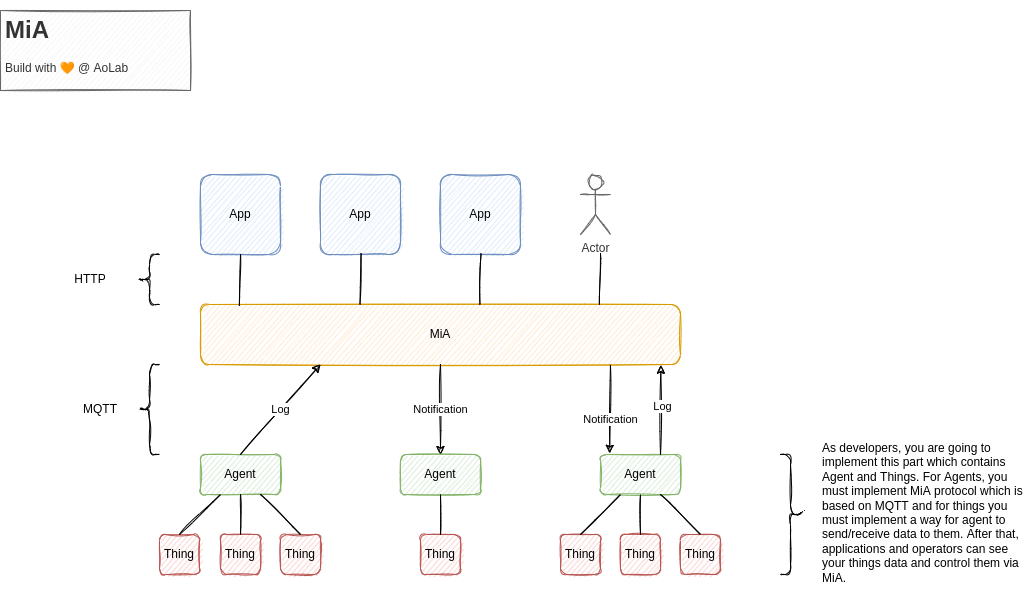 MiA
Build with 🧡 @ AoLab
App
App
App
Actor
HTTP
MiA
MQTT
Log
Notification
Notification
Log
Agent
Agent
Agent
Thing
Thing
Thing
Thing
Thing
Thing
Thing
As developers, you are going to
implement this part which contains
Agent and Things. For Agents, you
must implement MiA protocol which is
based on MQTT and for things you
must implement a way for agent to
send/receive data to them. After that,
applications and operators can see
your things data and control them via
MiA.